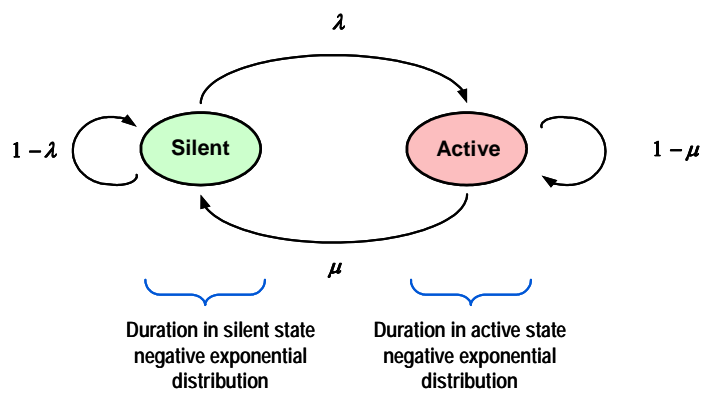 λ
1 − λ
Silent
Active
1 − μ
μ
Duration in silent state
negative exponential
distribution
Duration in active state
negative exponential
distribution